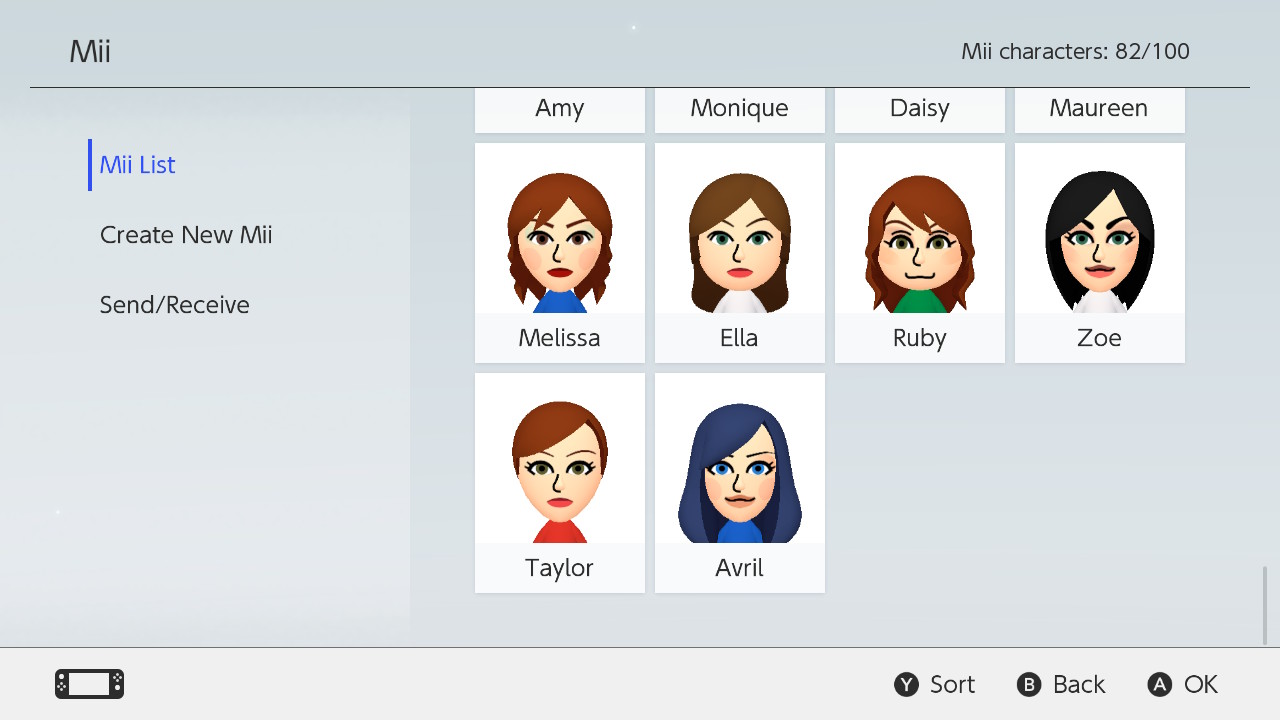 Mii
Mii characters: 82/100
Mii List
Create New Mii
Send/Receive
Amy
Monique
Daisy
Maureen
Melissa
Ella
Ruby
Zoe
Taylor
Avril
Y Sort
B Back
A OK